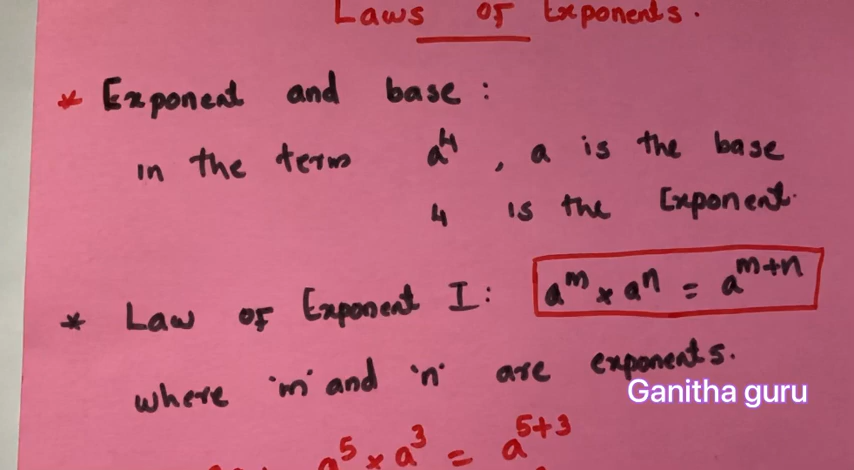 Laws of Exponents.
* Exponent and base :
in the term a⁴ , a is the base
4 is the Exponent.
* Law of Exponent I: aᵐ × aⁿ = aᵐ⁺ⁿ
where 'm' and 'n' are exponents.
Ganitha guru
a⁵ × a³ = a⁵⁺³